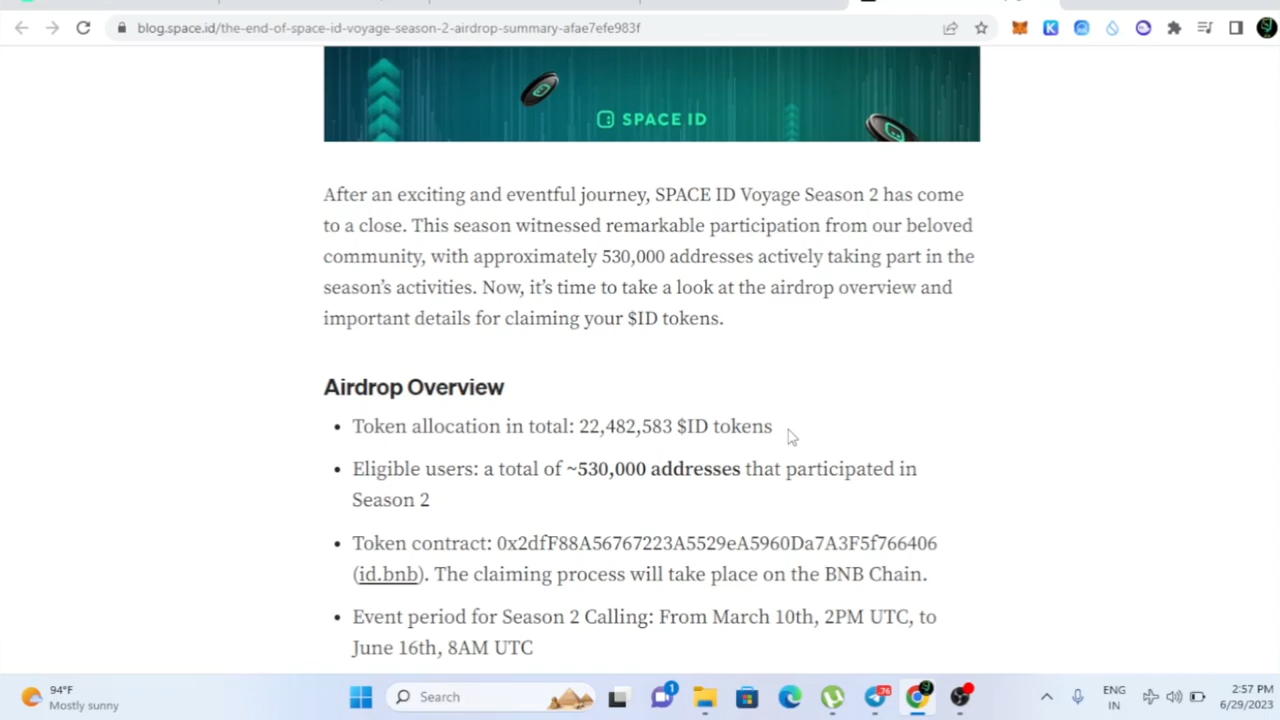 blog.space.id/the-end-of-space-id-voyage-season-2-airdrop-summary-afae7efe983f
SPACE ID
After an exciting and eventful journey, SPACE ID Voyage Season 2 has come
to a close. This season witnessed remarkable participation from our beloved
community, with approximately 530,000 addresses actively taking part in the
season’s activities. Now, it’s time to take a look at the airdrop overview and
important details for claiming your $ID tokens.
Airdrop Overview
• Token allocation in total: 22,482,583 $ID tokens
• Eligible users: a total of ~530,000 addresses that participated in
Season 2
• Token contract: 0x2dfF88A56767223A5529eA5960Da7A3F5f766406
(id.bnb). The claiming process will take place on the BNB Chain.
• Event period for Season 2 Calling: From March 10th, 2PM UTC, to
June 16th, 8AM UTC
94°F
Mostly sunny
Search
1
76
ENG
IN
2:57 PM
6/29/2023